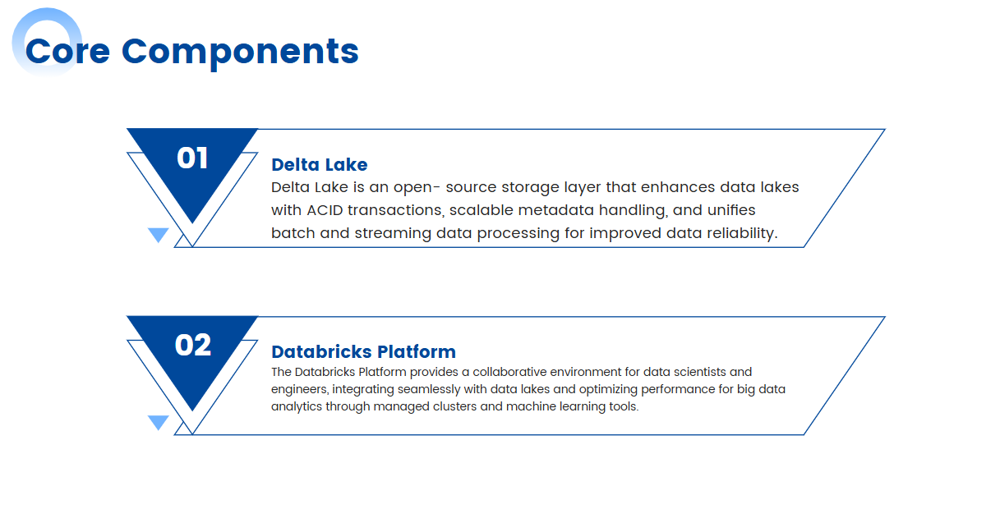 Core Components
01
Delta Lake
Delta Lake is an open- source storage layer that enhances data lakes
with ACID transactions, scalable metadata handling, and unifies
batch and streaming data processing for improved data reliability.
02
Databricks Platform
The Databricks Platform provides a collaborative environment for data scientists and
engineers, integrating seamlessly with data lakes and optimizing performance for big data
analytics through managed clusters and machine learning tools.